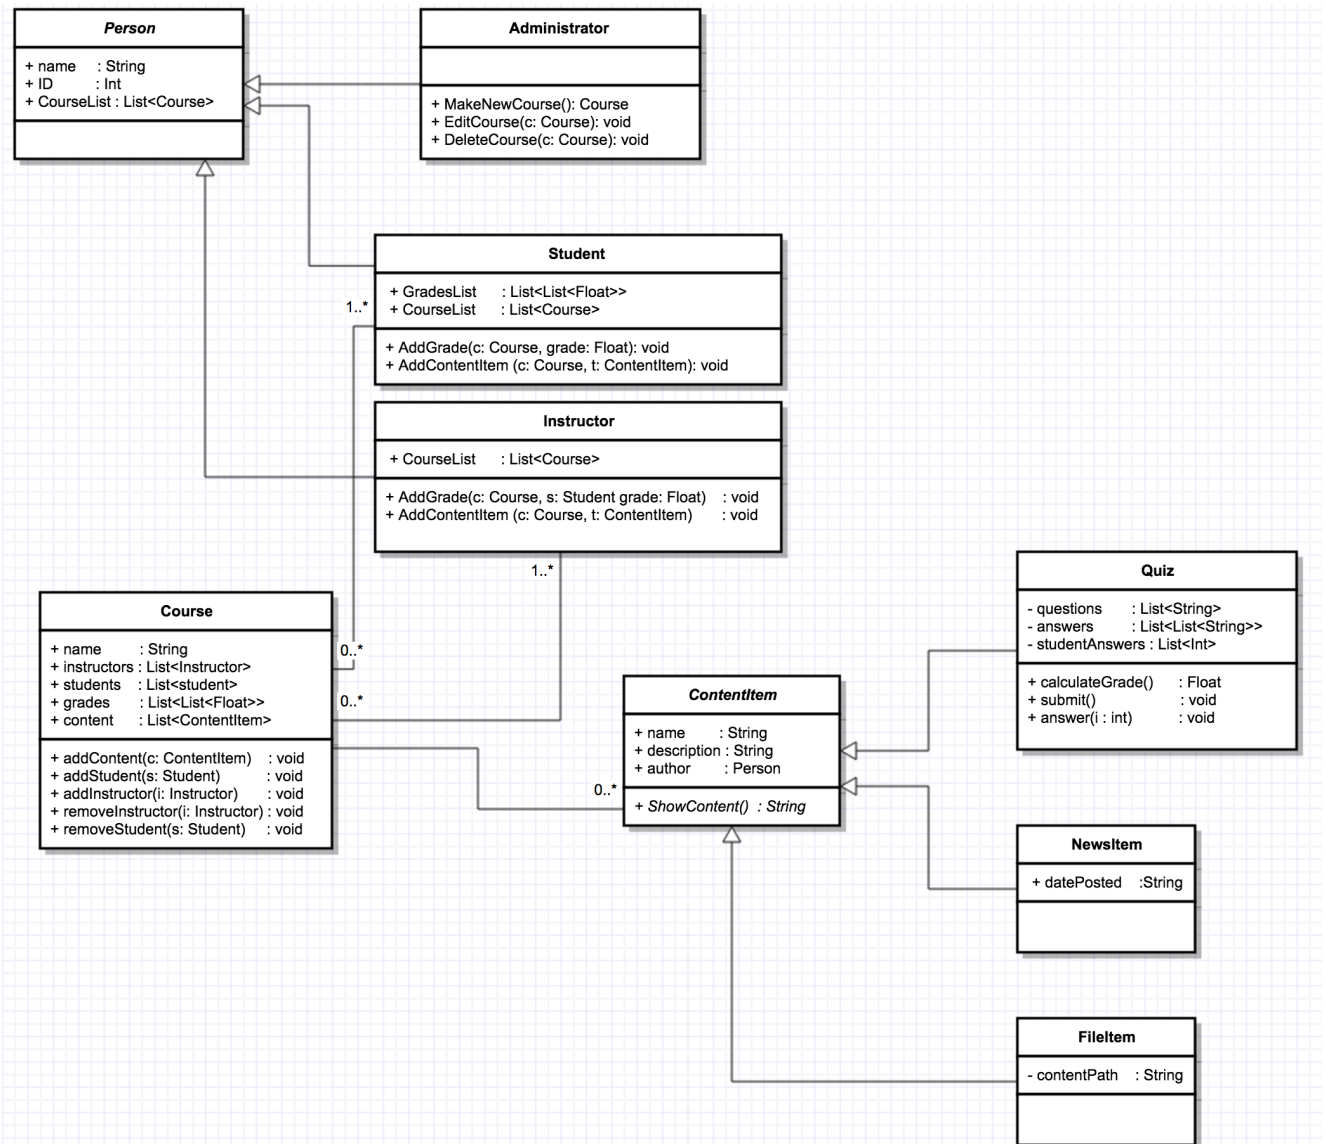 Person
+ name : String
+ ID : Int
+ CourseList : List<Course>
Administrator
+ MakeNewCourse(): Course
+ EditCourse(c: Course): void
+ DeleteCourse(c: Course): void
Student
+ GradesList : List<List<Float>>
+ CourseList : List<Course>
+ AddGrade(c: Course, grade: Float): void
+ AddContentItem (c: Course, t: ContentItem): void
1..*
Instructor
+ CourseList : List<Course>
+ AddGrade(c: Course, s: Student grade: Float) : void
+ AddContentItem (c: Course, t: ContentItem) : void
1..*
Course
+ name : String
+ instructors : List<Instructor>
+ students : List<student>
+ grades : List<List<Float>>
+ content : List<ContentItem>
+ addContent(c: ContentItem) : void
+ addStudent(s: Student) : void
+ addInstructor(i: Instructor) : void
+ removeInstructor(i: Instructor) : void
+ removeStudent(s: Student) : void
0..*
0..*
0..*
ContentItem
+ name : String
+ description : String
+ author : Person
+ ShowContent() : String
Quiz
- questions : List<String>
- answers : List<List<String>>
- studentAnswers : List<Int>
+ calculateGrade() : Float
+ submit() : void
+ answer(i : int) : void
NewsItem
+ datePosted :String
FileItem
- contentPath : String